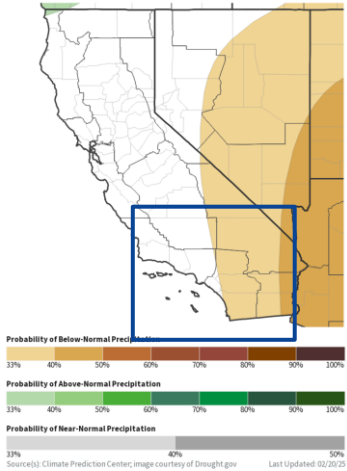 Probability of Below-Normal Precipitation
33% 40% 50% 60% 70% 80% 90% 100%
Probability of Above-Normal Precipitation
33% 40% 50% 60% 70% 80% 90% 100%
Probability of Near-Normal Precipitation
33% 40% 50%
Source(s): Climate Prediction Center; image courtesy of Drought.gov Last Updated: 02/20/25